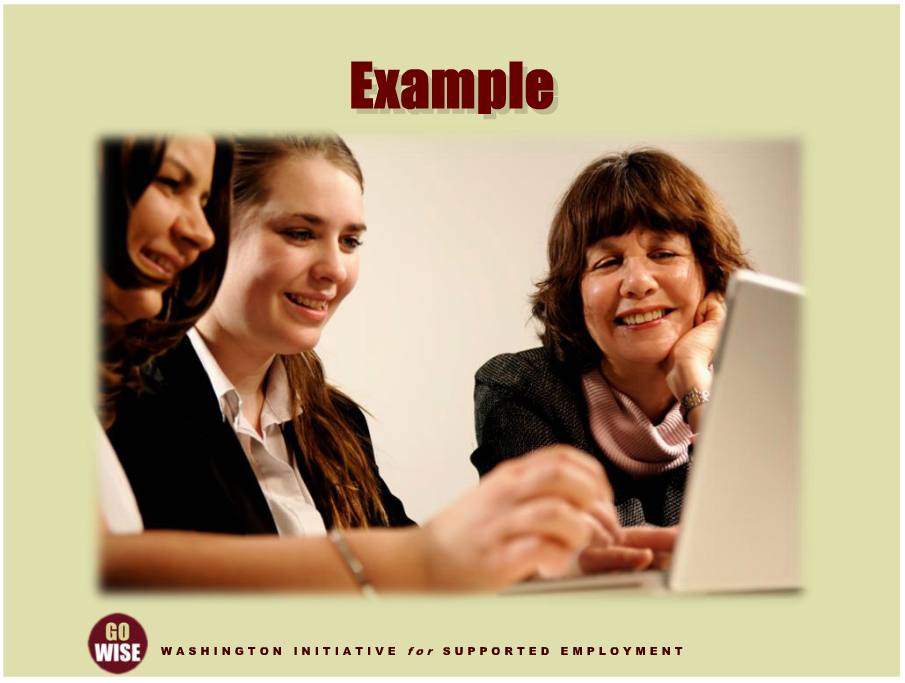 Example
GO
WISE
WASHINGTON INITIATIVE for SUPPORTED EMPLOYMENT